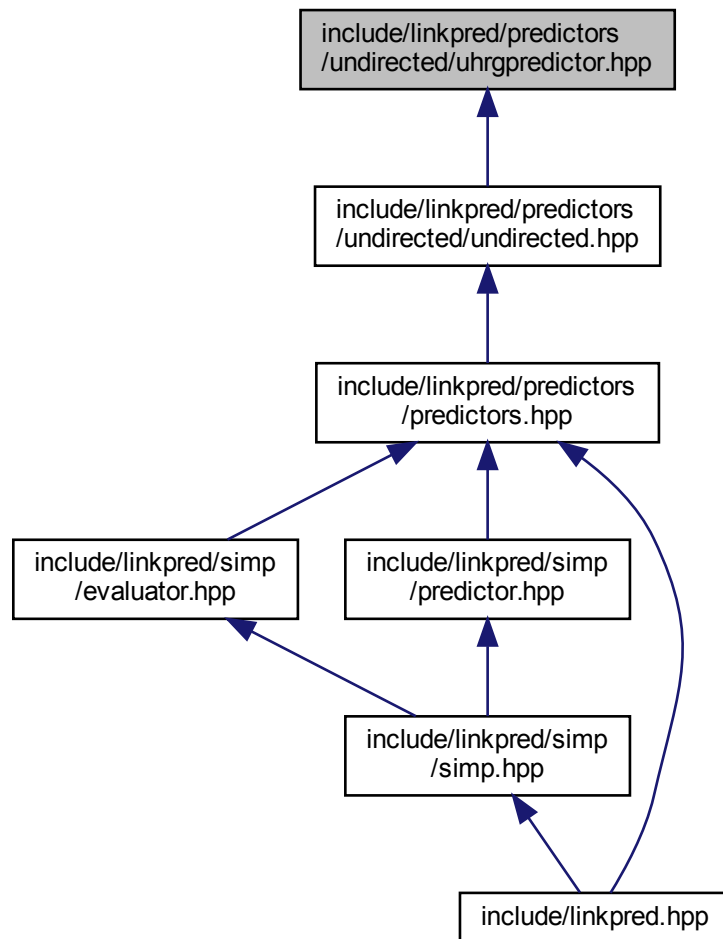 include/linkpred/predictors
/undirected/uhrgpredictor.hpp
include/linkpred/predictors
/undirected/undirected.hpp
include/linkpred/predictors
/predictors.hpp
include/linkpred/simp
/evaluator.hpp
include/linkpred/simp
/predictor.hpp
include/linkpred/simp
/simp.hpp
include/linkpred.hpp